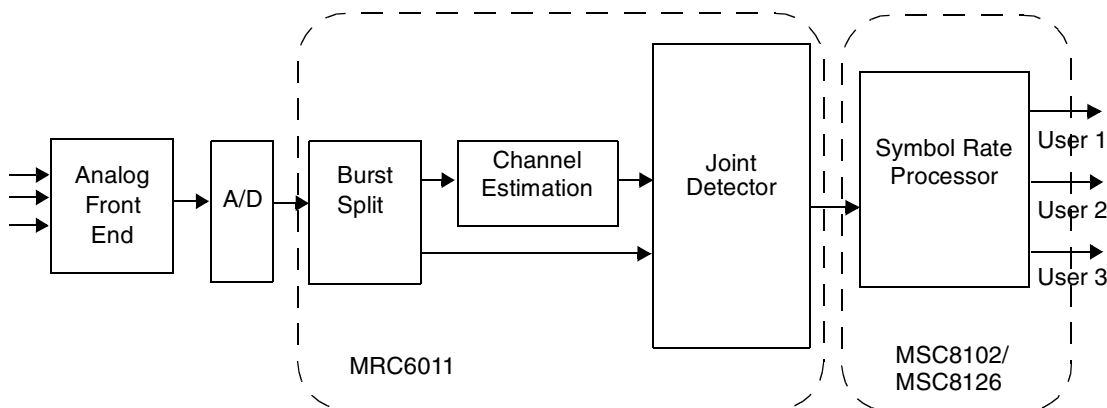 Analog
Front
End
A/D
Burst
Split
Channel
Estimation
Joint
Detector
Symbol Rate
Processor
User 1
User 2
User 3
MRC6011
MSC8102/
MSC8126